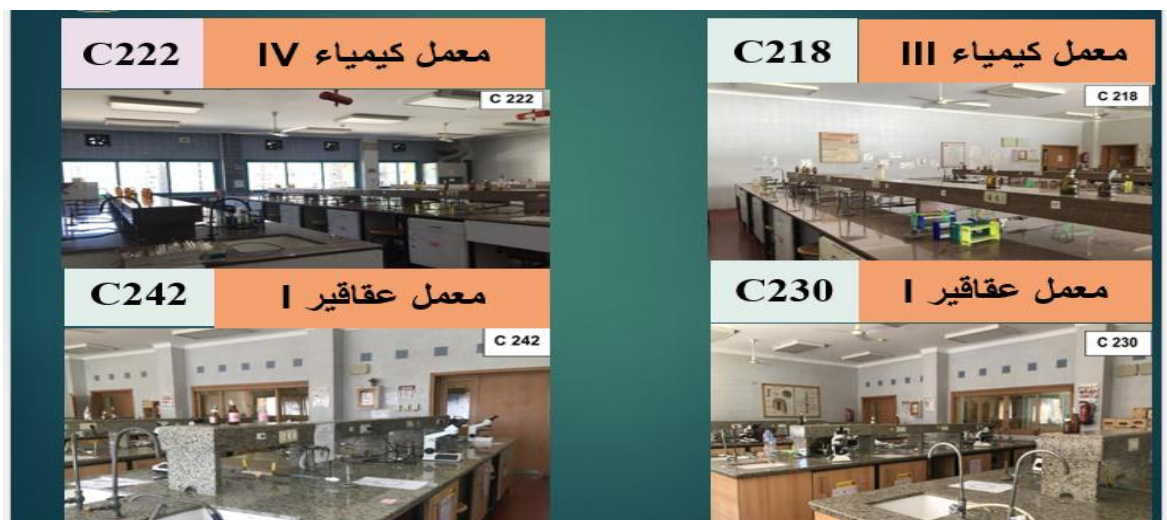 معمل كيمياء III C218
C 218
معمل كيمياء IV C222
C 222
معمل عقاقير I C230
C 230
معمل عقاقير I C242
C 242